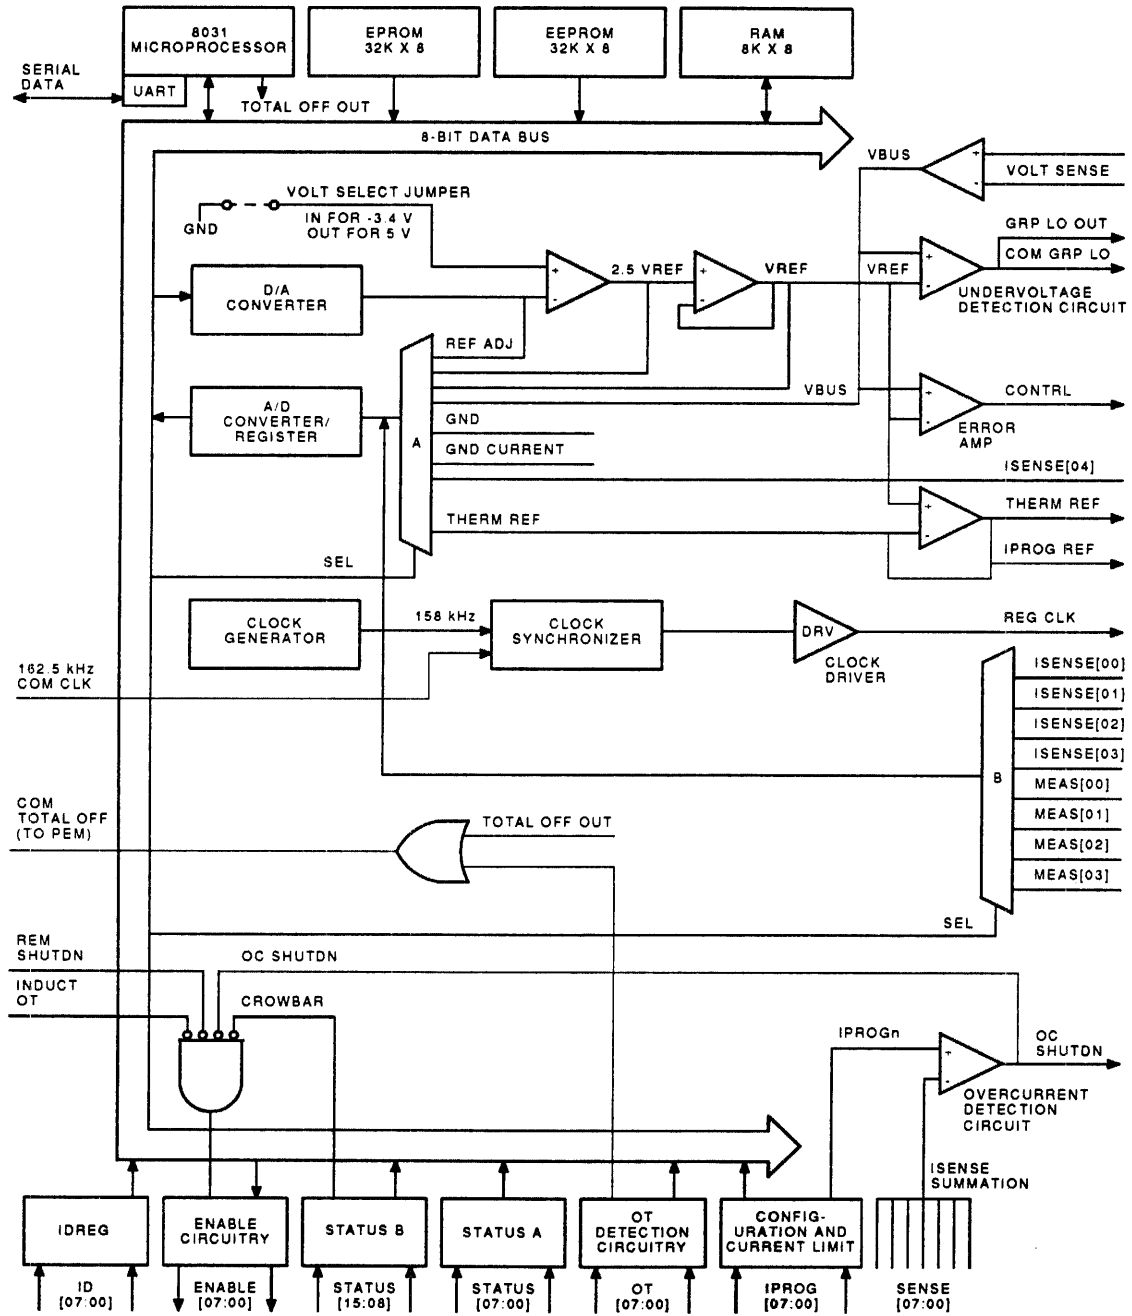 8031
MICROPROCESSOR
EPROM
32K X 8
EEPROM
32K X 8
RAM
8K X 8
SERIAL
DATA
UART
TOTAL OFF OUT
8-BIT DATA BUS
VBUS
+
VOLT SENSE
-
VOLT SELECT JUMPER
GND
IN FOR -3.4 V
OUT FOR 5 V
GRP LO OUT
COM GRP LO
D/A
CONVERTER
+
-
2.5 VREF
+
-
VREF
VREF
+
-
UNDERVOLTAGE
DETECTION CIRCUIT
REF ADJ
A/D
CONVERTER/
REGISTER
A
VBUS
GND
GND CURRENT
+
-
CONTRL
ERROR
AMP
ISENSE[04]
THERM REF
+
-
THERM REF
IPROG REF
SEL
CLOCK
GENERATOR
158 kHz
CLOCK
SYNCHRONIZER
DRV
REG CLK
CLOCK
DRIVER
162.5 kHz
COM CLK
B
ISENSE[00]
ISENSE[01]
ISENSE[02]
ISENSE[03]
MEAS[00]
MEAS[01]
MEAS[02]
MEAS[03]
COM
TOTAL OFF
(TO PEM)
TOTAL OFF OUT
SEL
REM
SHUTDN
OC SHUTDN
INDUCT
OT
CROWBAR
IPROGn
+
-
OC
SHUTDN
OVERCURRENT
DETECTION
CIRCUIT
ISENSE
SUMMATION
IDREG
ENABLE
CIRCUITRY
STATUS B
STATUS A
OT
DETECTION
CIRCUITRY
CONFIG-
URATION AND
CURRENT LIMIT
ID
[07:00]
ENABLE
[07:00]
STATUS
[15:08]
STATUS
[07:00]
OT
[07:00]
IPROG
[07:00]
SENSE
[07:00]